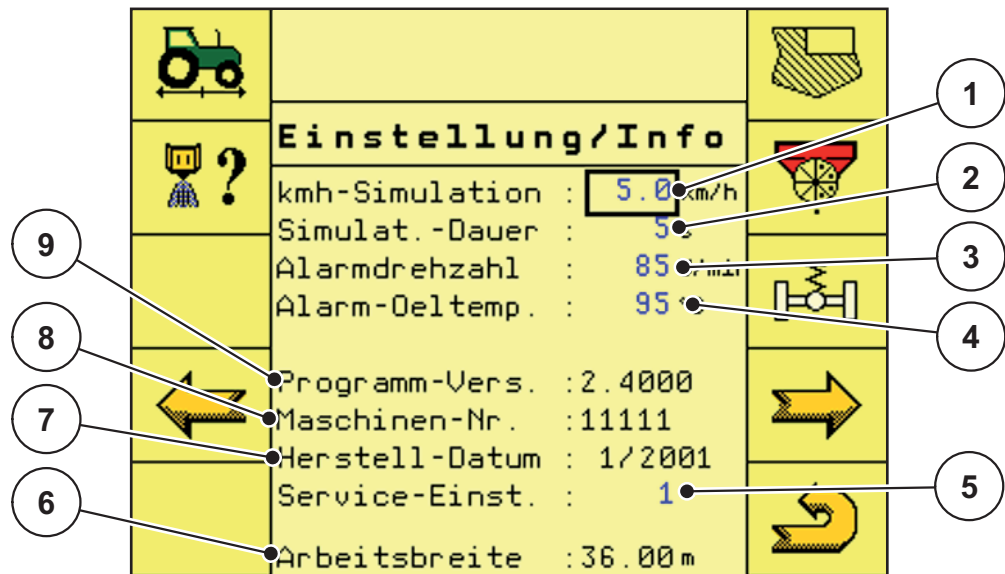 Einstellung/Info
kmh-Simulation : 5.0 km/h
Simulat.-Dauer : 5
Alarmdrehzahl : 85
Alarm-Oeltemp. : 95
Programm-Vers. :2.4000
Maschinen-Nr. :11111
Herstell-Datum : 1/2001
Service-Einst. : 1
Arbeitsbreite :36.00 m
?
1
2
3
4
5
6
7
8
9